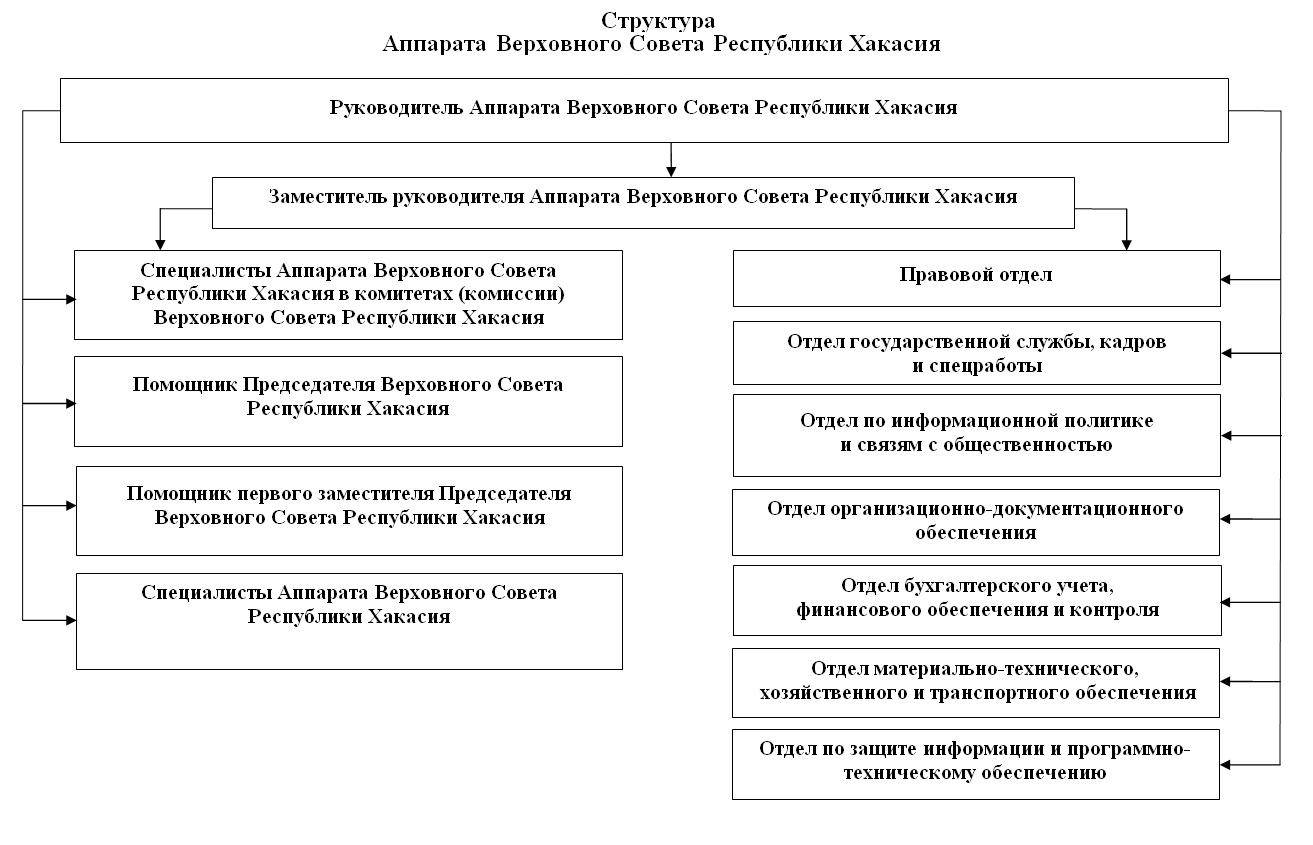 Структура
Аппарата Верховного Совета Республики Хакасия
Руководитель Аппарата Верховного Совета Республики Хакасия
Заместитель руководителя Аппарата Верховного Совета Республики Хакасия
Специалисты Аппарата Верховного Совета
Республики Хакасия в комитетах (комиссии)
Верховного Совета Республики Хакасия
Помощник Председателя Верховного Совета
Республики Хакасия
Помощник первого заместителя Председателя
Верховного Совета Республики Хакасия
Специалисты Аппарата Верховного Совета
Республики Хакасия
Правовой отдел
Отдел государственной службы, кадров
и спецработы
Отдел по информационной политике
и связям с общественностью
Отдел организационно-документационного
обеспечения
Отдел бухгалтерского учета,
финансового обеспечения и контроля
Отдел материально-технического,
хозяйственного и транспортного обеспечения
Отдел по защите информации и программно-
техническому обеспечению